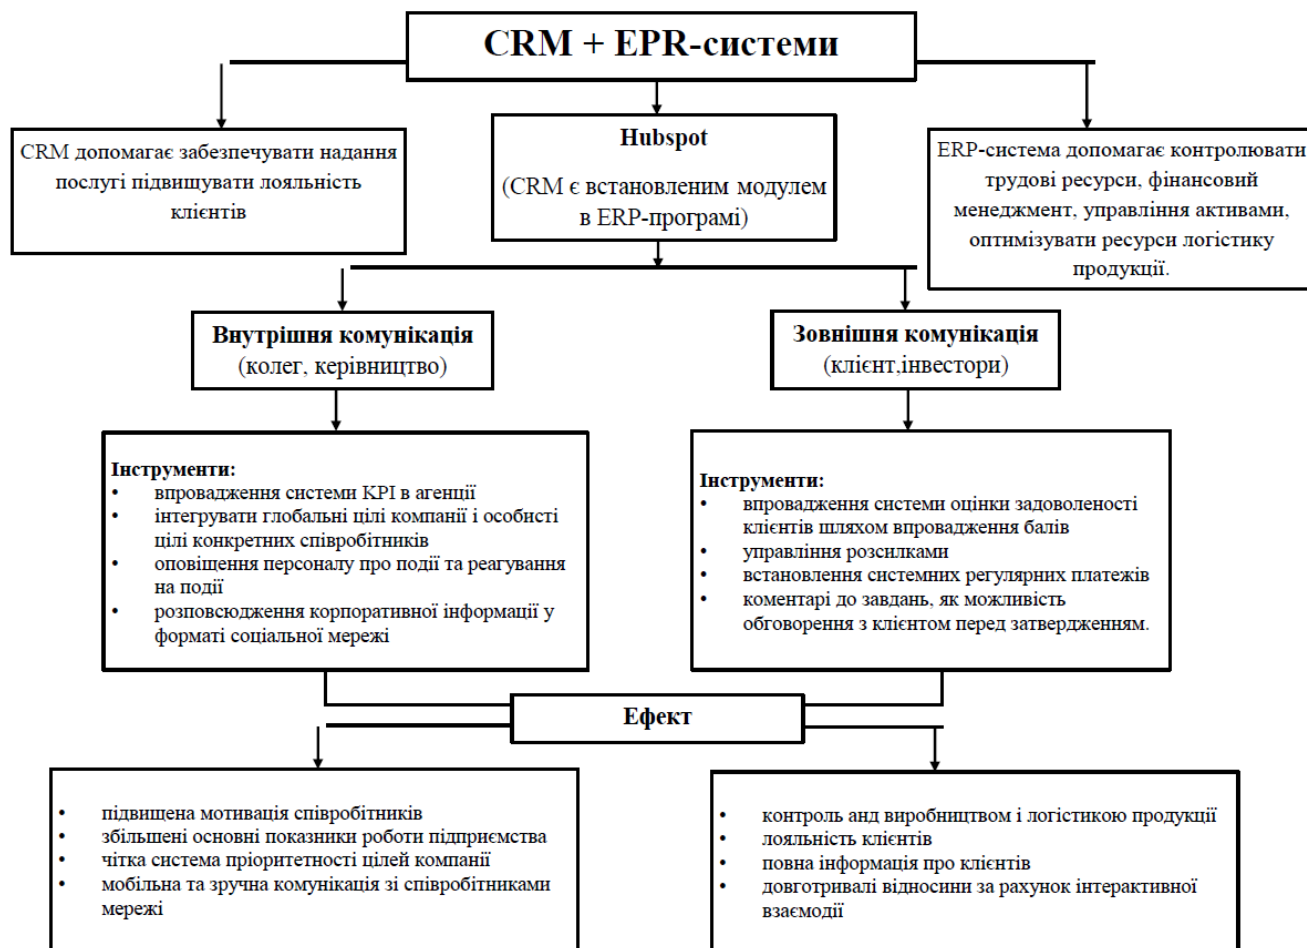 CRM + EPR-системи
CRM допомагає забезпечувати надання
послугі підвищувати лояльність
клієнтів
Hubspot
(CRM є встановленим модулем
в ERP-програмі)
ERP-система допомагає контролювати
трудові ресурси, фінансовий
менеджмент, управління активами,
оптимізувати ресурси логістику
продукції.
Внутрішня комунікація
(колег, керівництво)
Зовнішня комунікація
(клієнт,інвестори)
Інструменти:
• впровадження системи KPI в агенції
• інтегрувати глобальні цілі компанії і особисті
цілі конкретних співробітників
• оповіщення персоналу про події та реагування
на події
• розповсюдження корпоративної інформації у
форматі соціальної мережі
Інструменти:
• впровадження системи оцінки задоволеності
клієнтів шляхом впровадження балів
• управління розсилками
• встановлення системних регулярних платежів
• коментарі до завдань, як можливість
обговорення з клієнтом перед затвердженням.
Ефект
• підвищена мотивація співробітників
• збільшені основні показники роботи підприємства
• чітка система пріоритетності цілей компанії
• мобільна та зручна комунікація зі співробітниками
мережі
• контроль анд виробництвом і логістикою продукції
• лояльність клієнтів
• повна інформація про клієнтів
• довготривалі відносини за рахунок інтерактивної
взаємодії